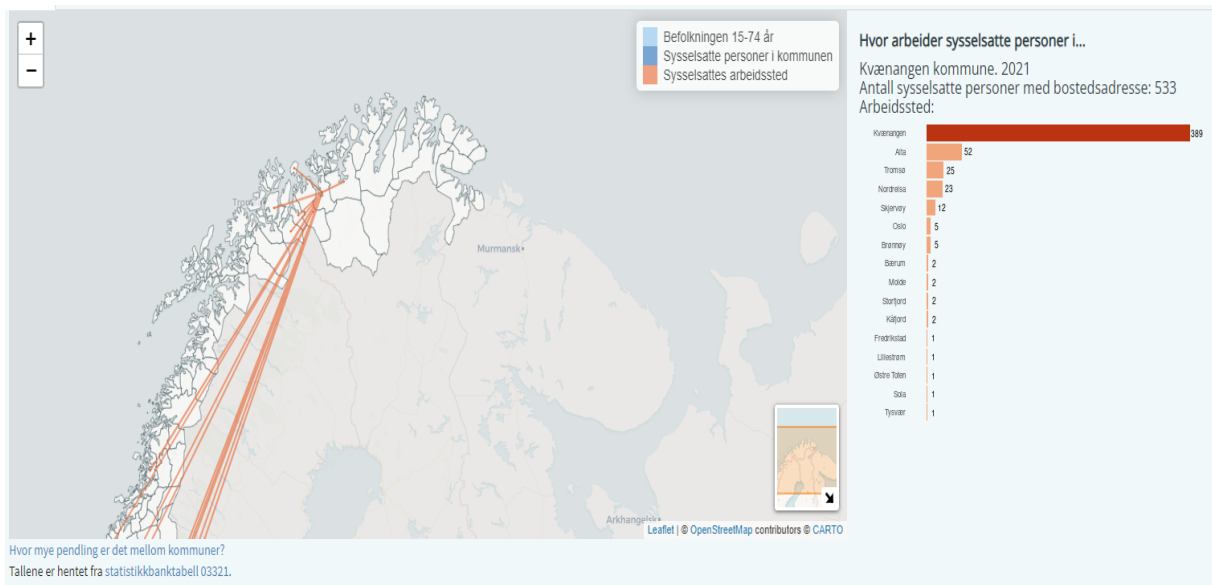 +
−
Befolkningen 15-74 år
Sysselsatte personer i kommunen
Sysselsattes arbeidssted
Murmansk
Arkhangelsk
Leaflet | © OpenStreetMap contributors © CARTO
Hvor arbeider sysselsatte personer i...
Kvænangen kommune. 2021
Antall sysselsatte personer med bostedsadresse: 533
Arbeidssted:
Kvænangen 389
Alta 52
Tromsø 25
Nordreisa 23
Skjervøy 12
Oslo 5
Brønnøy 5
Bærum 2
Molde 2
Storfjord 2
Kåfjord 2
Fredrikstad 1
Lillestrøm 1
Østre Toten 1
Sola 1
Tysvær 1
Hvor mye pendling er det mellom kommuner?
Tallene er hentet fra statistikkbanktabell 03321.